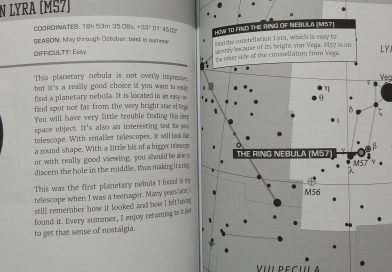 N LYRA (M57)
COORDINATES: 18h 53m 35.09s, +33° 01' 45.03"
SEASON: May through October; best in summer
DIFFICULTY: Easy
This planetary nebula is not overly impressive,
but it's a really good choice if you want to easily
find a planetary nebula. It is located in an easy-to-
find spot not far from the very bright star of Vega.
You will have very little trouble finding this deep
space object. It's also an interesting test for your
telescope. With smaller telescopes, it will look like
a round shape. With a little bit of a bigger telescope
or with really good viewing, you should be able to
discern the hole in the middle, thus making it a ring.
This was the first planetary nebula I found in my
telescope when I was a teenager. Many years later, I
still remember how it looked and how I felt having
found it. Every summer, I enjoy returning to it just
to get that sense of nostalgia.
HOW TO FIND THE RING OF NEBULA (M57)
Find the constellation Lyra, which is easy to
identify because of its bright star Vega. M57 is on
the other side of the constellation from Vega.
LY
Vega
ε
η
θ
ζ
δ
ι
THE RING NEBULA (M57)
γ
β
M57
ν
λ
M56
VULPECULA